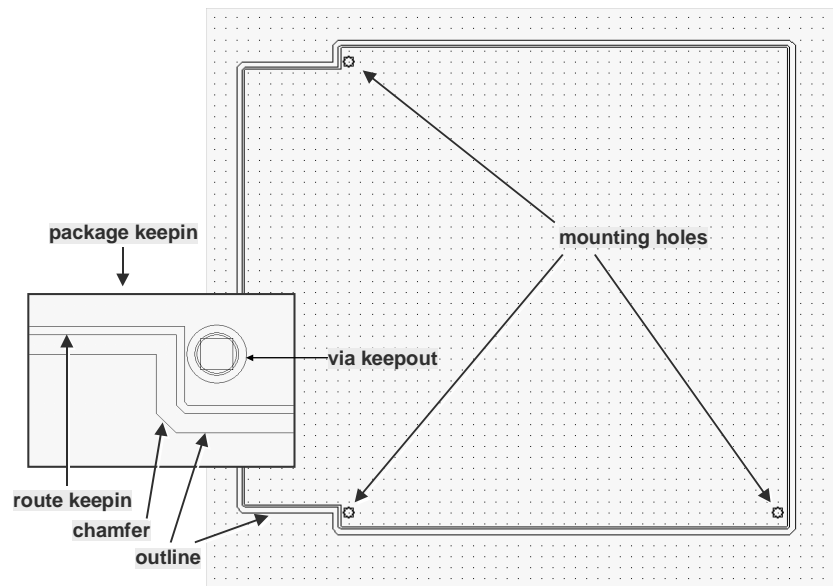 package keepin
mounting holes
via keepout
route keepin
chamfer
outline